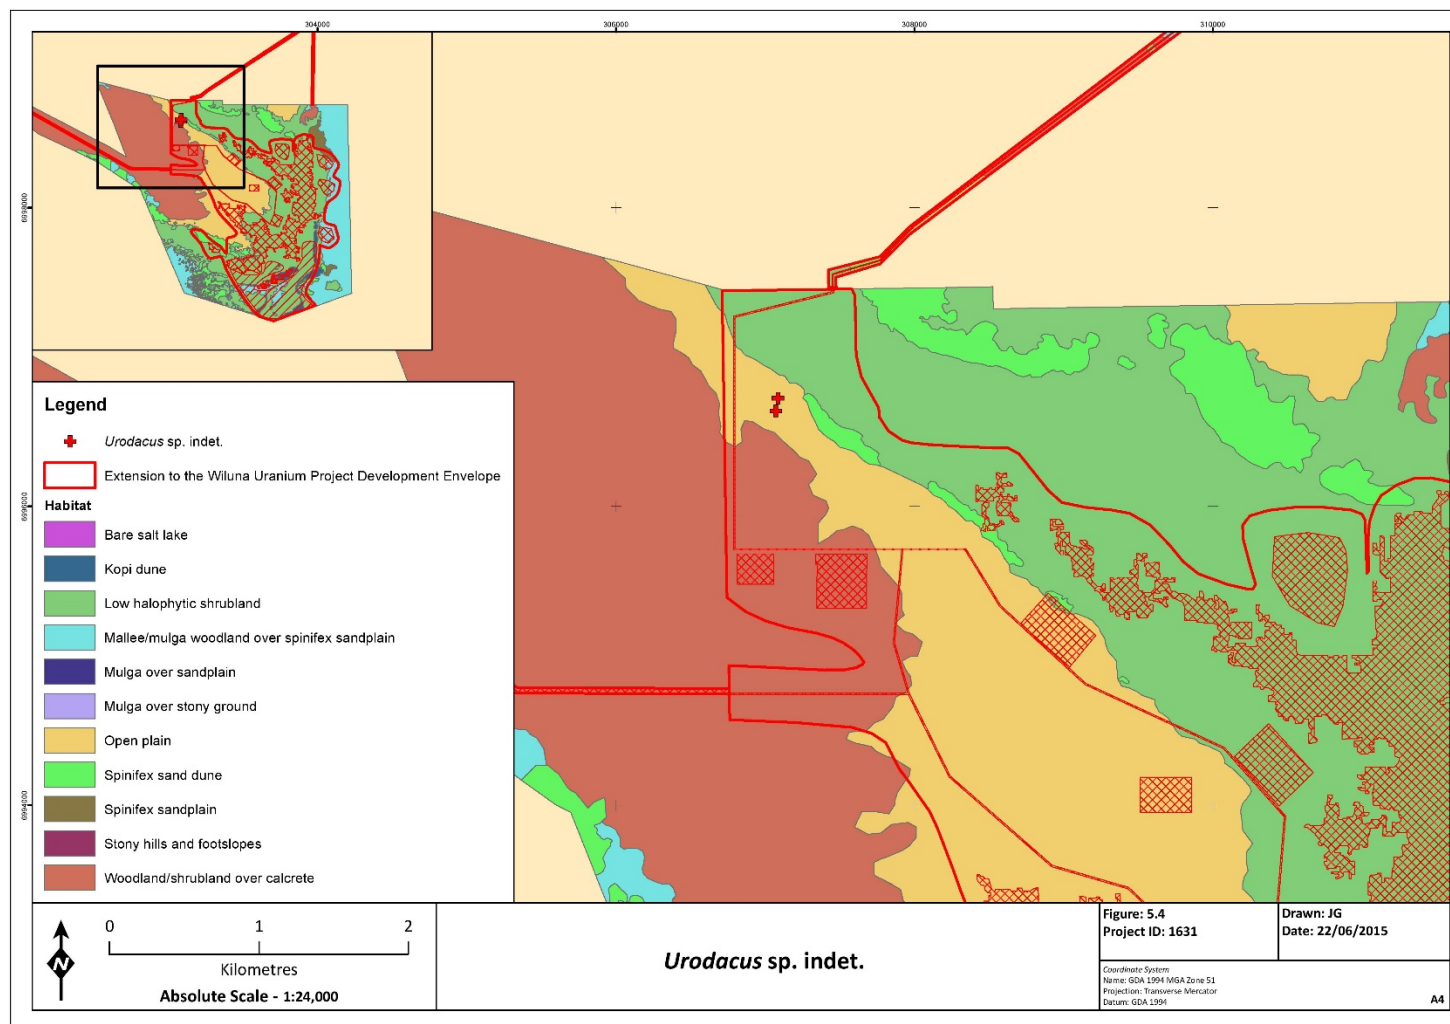 304000
306000
308000
310000
6998000
6996000
6994000
Legend
Urodacus sp. indet.
Extension to the Wiluna Uranium Project Development Envelope
Habitat
Bare salt lake
Kopi dune
Low halophytic shrubland
Mallee/mulga woodland over spinifex sandplain
Mulga over sandplain
Mulga over stony ground
Open plain
Spinifex sand dune
Spinifex sandplain
Stony hills and footslopes
Woodland/shrubland over calcrete
N
0 1 2
Kilometres
Absolute Scale - 1:24,000
Urodacus sp. indet.
Figure: 5.4
Project ID: 1631
Drawn: JG
Date: 22/06/2015
Coordinate System
Name: GDA 1994 MGA Zone 51
Projection: Transverse Mercator
Datum: GDA 1994
A4